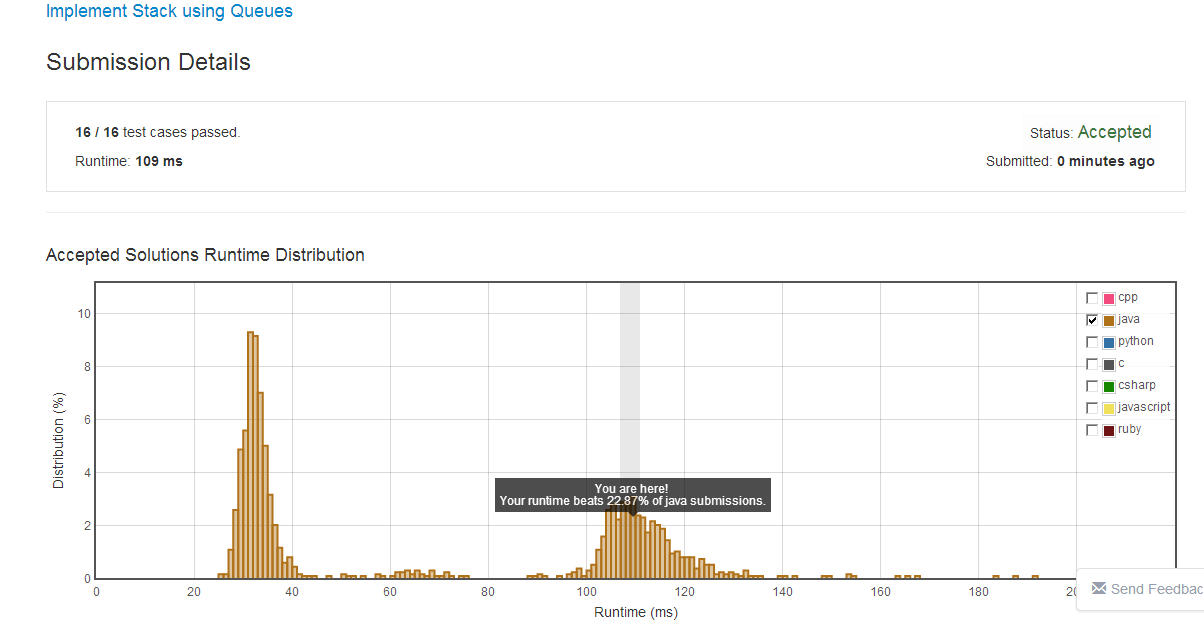 Implement Stack using Queues
Submission Details
16 / 16 test cases passed.
Status: Accepted
Runtime: 109 ms
Submitted: 0 minutes ago
Accepted Solutions Runtime Distribution
cpp
java
python
c
csharp
javascript
ruby
Distribution (%)
10
8
6
4
2
0
You are here!
Your runtime beats 22.87% of java submissions.
0 20 40 60 80 100 120 140 160 180
Runtime (ms)
Send